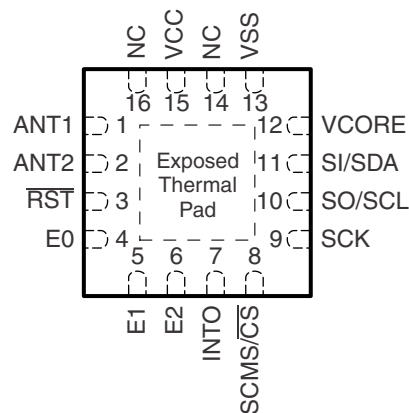 NC
VCC
NC
VSS
16
15
14
13
ANT1
1
12
VCORE
ANT2
2
11
SI/SDA
RST
3
10
SO/SCL
E0
4
9
SCK
Exposed
Thermal
Pad
5
6
7
8
E1
E2
INTO
SCMS/CS